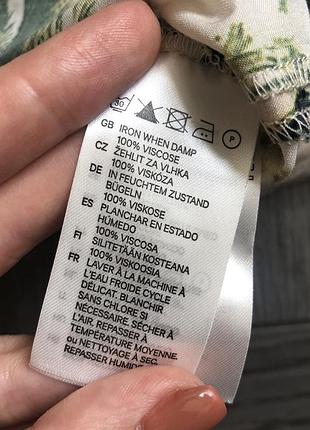 30
P
GB IRON WHEN DAMP
100% VISCOSE
CZ ŽEHLIT ZA VLHKA
100% VISKÓZA
DE IN FEUCHTEM ZUSTAND
BÜGELN
100% VISKOSE
ES PLANCHAR EN ESTADO
HÚMEDO
100% VISCOSA
FI SILITETÄÄN KOSTEANA
100% VISKOOSIA
FR LAVER À LA MACHINE À
L'EAU FROIDE CYCLE
DÉLICAT. BLANCHIR
SANS CHLORE SI
NÉCESSAIRE. SÉCHER À
L'AIR. REPASSER À
TEMPÉRATURE MOYENNE.
ou NETTOYAGE À SEC.
REPASSER HUMIDE